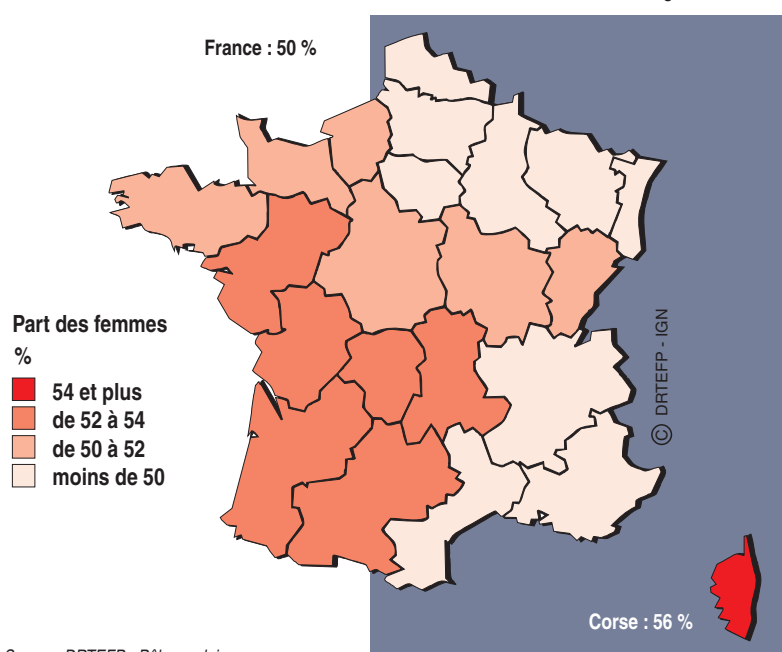 France : 50 %
Part des femmes
%
54 et plus
de 52 à 54
de 50 à 52
moins de 50
© DRTEFP - IGN
Corse : 56 %